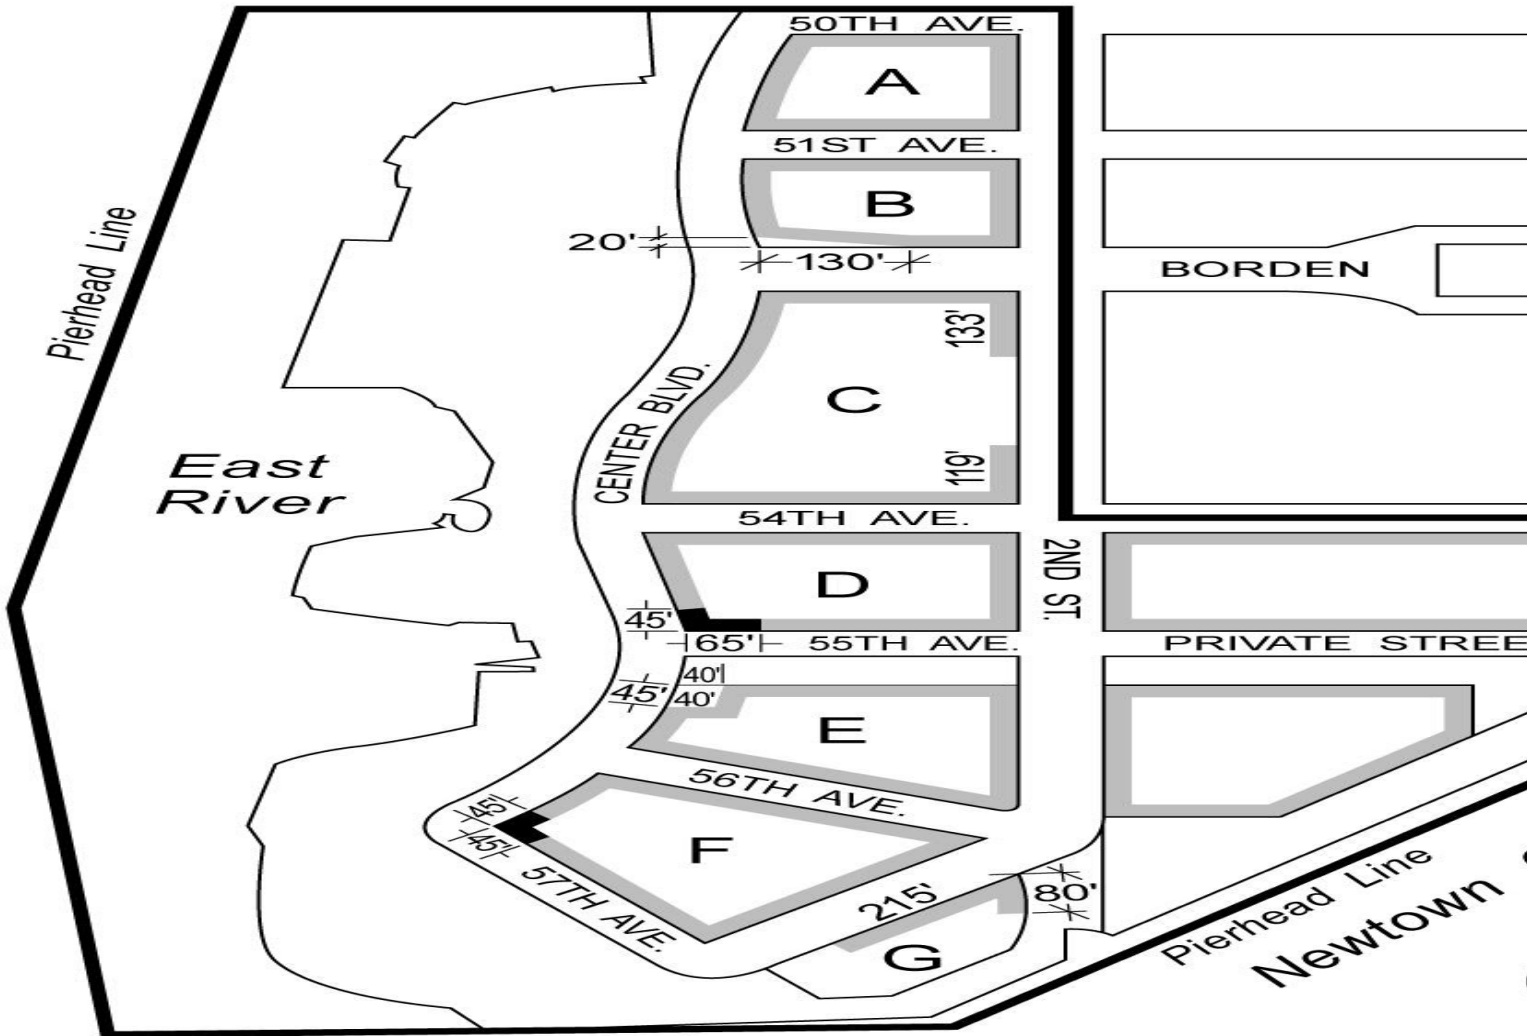 50TH AVE.
A
51ST AVE.
Pierhead Line
B
20'
130'
BORDEN
133'
CENTER BLVD.
C
East
River
119'
54TH AVE.
2ND ST.
D
45'
65'
55TH AVE.
PRIVATE STREE
40'
45'
40'
E
56TH AVE.
45'
45'
F
57TH AVE.
215'
80'
Pierhead Line
Newtown
G